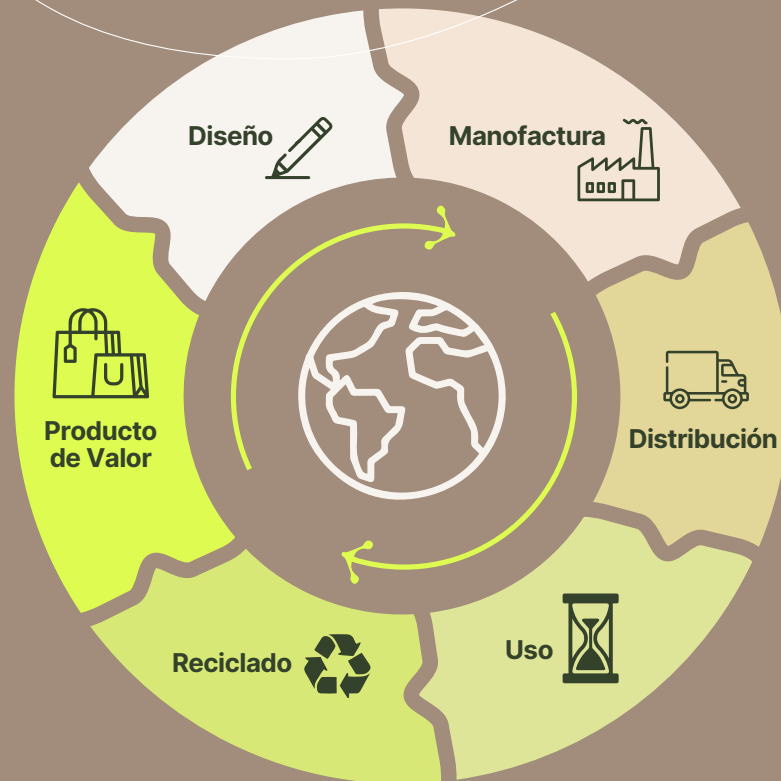 Diseño
Manofactura
Distribución
Uso
Reciclado
Producto
de Valor